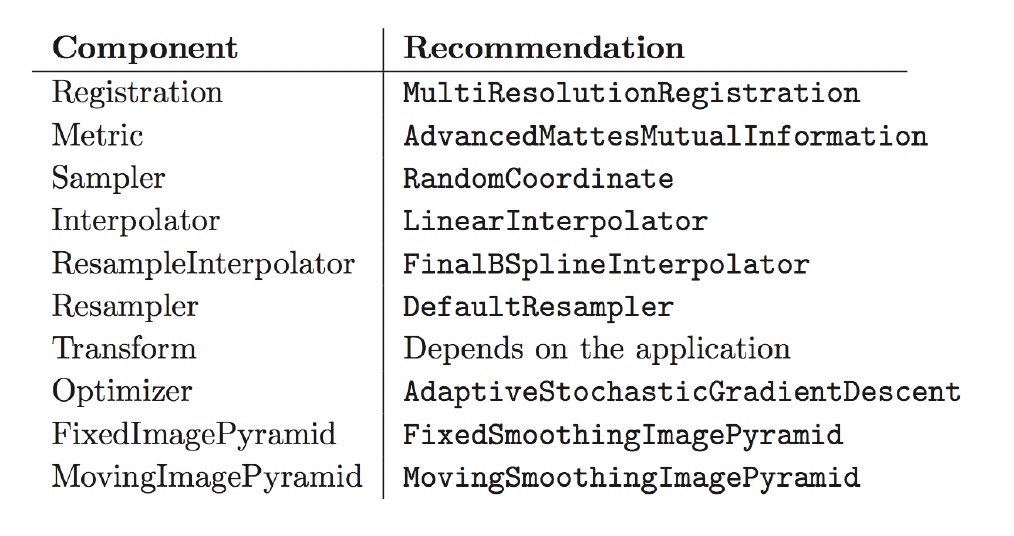 Component Recommendation
Registration MultiResolutionRegistration
Metric AdvancedMattesMutualInformation
Sampler RandomCoordinate
Interpolator LinearInterpolator
ResampleInterpolator FinalBSplineInterpolator
Resampler DefaultResampler
Transform Depends on the application
Optimizer AdaptiveStochasticGradientDescent
FixedImagePyramid FixedSmoothingImagePyramid
MovingImagePyramid MovingSmoothingImagePyramid